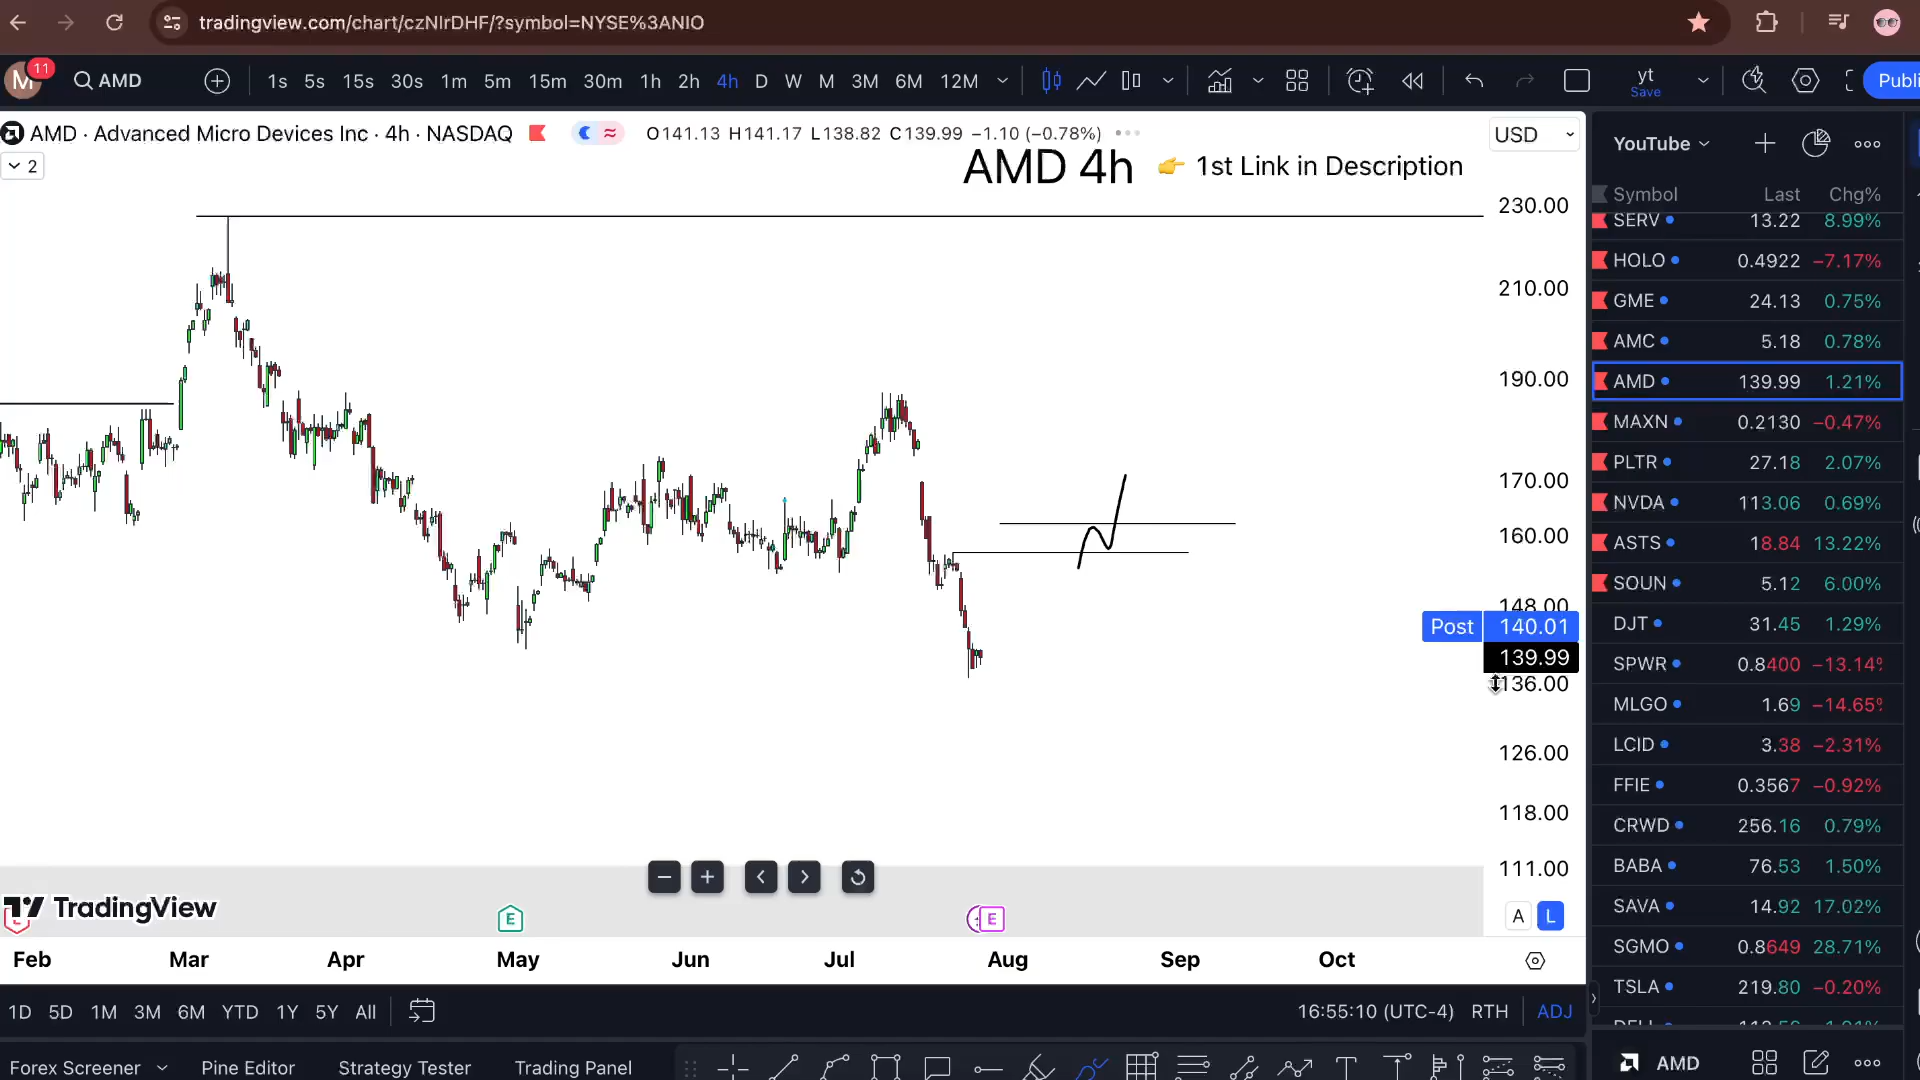 tradingview.com/chart/czNIrDHF/?symbol=NYSE%3ANIO
M 11 AMD 1s 5s 15s 30s 1m 5m 15m 30m 1h 2h 4h D W M 3M 6M 12M yt Save Publi
AMD · Advanced Micro Devices Inc · 4h · NASDAQ O141.13 H141.17 L138.82 C139.99 −1.10 (−0.78%) USD
2
AMD 4h 👉 1st Link in Description
230.00
210.00
190.00
170.00
160.00
148.00
Post 140.01
139.99
136.00
126.00
118.00
111.00
TradingView
E E
A L
Feb Mar Apr May Jun Jul Aug Sep Oct
1D 5D 1M 3M 6M YTD 1Y 5Y All 16:55:10 (UTC-4) RTH ADJ
Forex Screener Pine Editor Strategy Tester Trading Panel
YouTube
Symbol Last Chg%
SERV 13.22 8.99%
HOLO 0.4922 −7.17%
GME 24.13 0.75%
AMC 5.18 0.78%
AMD 139.99 1.21%
MAXN 0.2130 −0.47%
PLTR 27.18 2.07%
NVDA 113.06 0.69%
ASTS 18.84 13.22%
SOUN 5.12 6.00%
DJT 31.45 1.29%
SPWR 0.8400 −13.14%
MLGO 1.69 −14.65%
LCID 3.38 −2.31%
FFIE 0.3567 −0.92%
CRWD 256.16 0.79%
BABA 76.53 1.50%
SAVA 14.92 17.02%
SGMO 0.8649 28.71%
TSLA 219.80 −0.20%
AMD